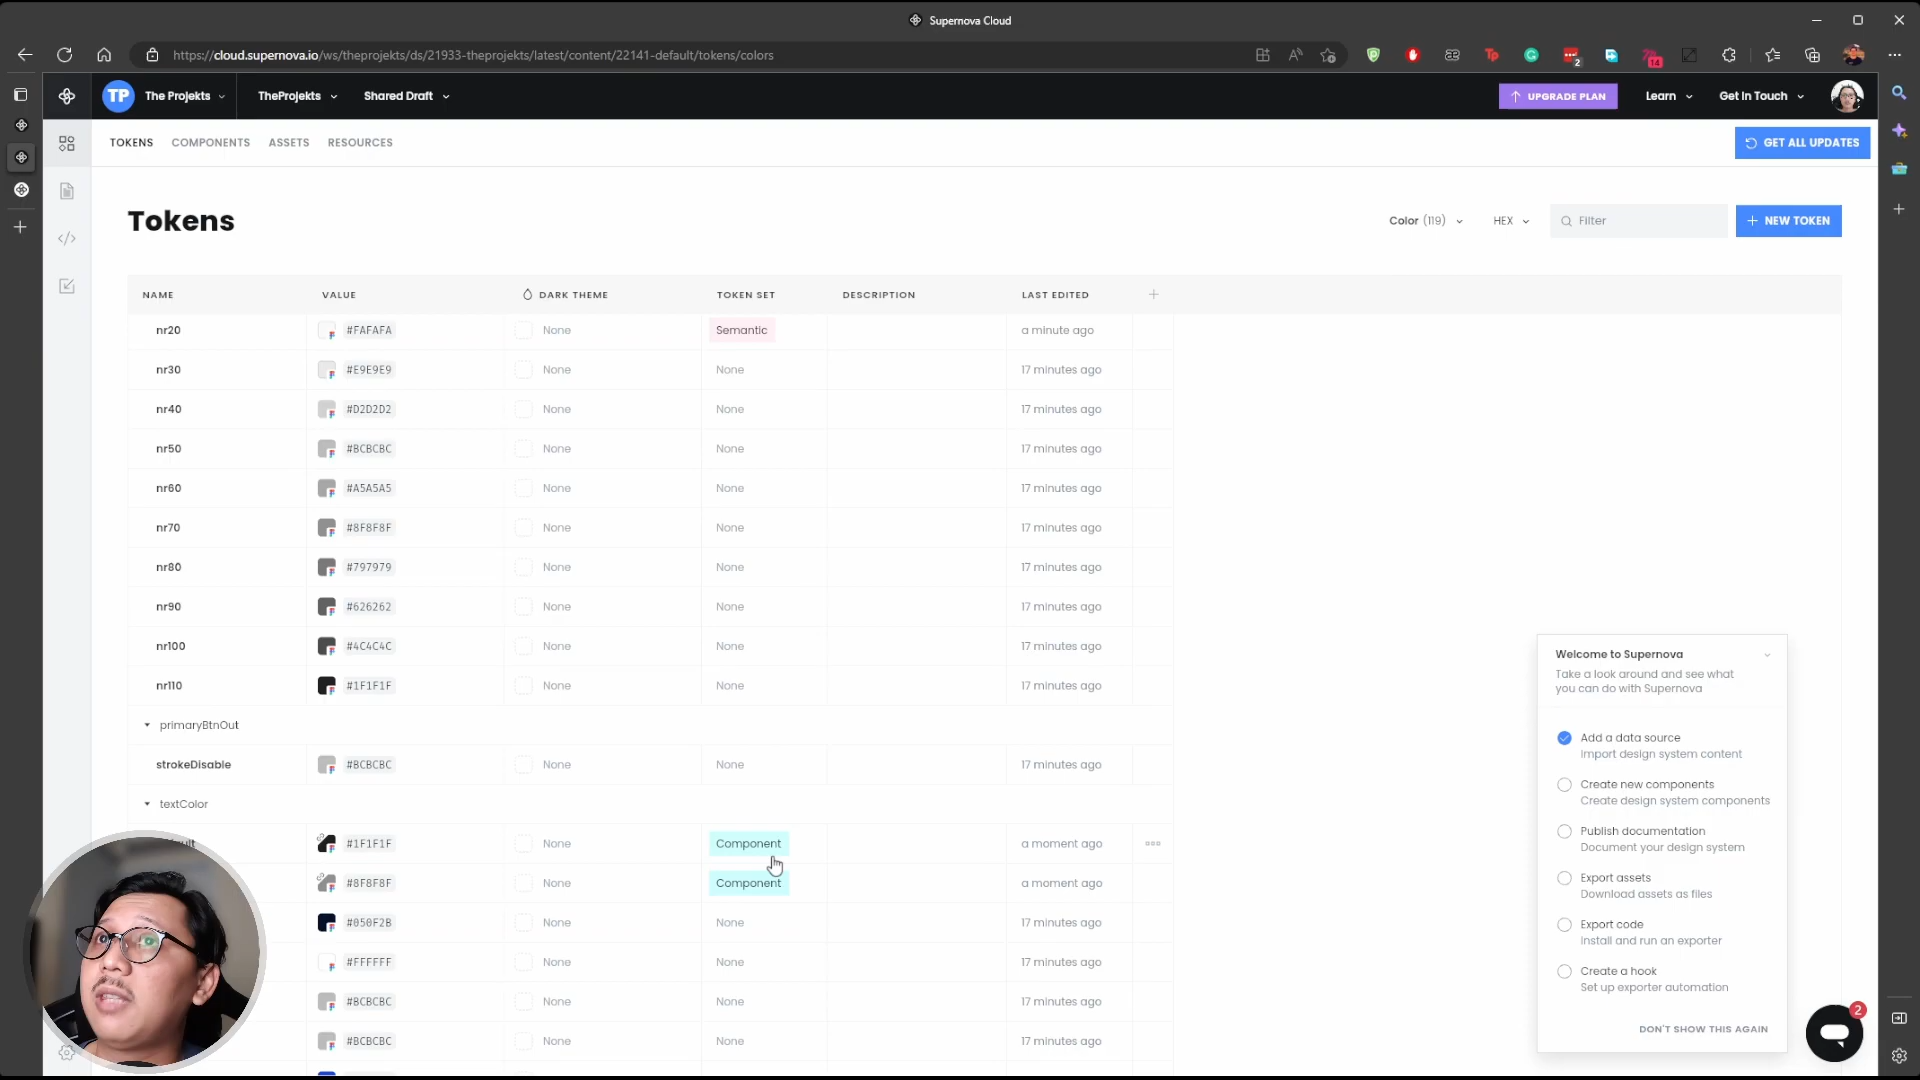 Supernova Cloud
https://cloud.supernova.io/ws/theprojekts/ds/21933-theprojekts/latest/content/22141-default/tokens/colors
2
14
TP The Projekts TheProjekts Shared Draft UPGRADE PLAN Learn Get In Touch
TOKENS COMPONENTS ASSETS RESOURCES GET ALL UPDATES
Tokens Color (119) HEX Filter NEW TOKEN
NAME VALUE DARK THEME TOKEN SET DESCRIPTION LAST EDITED
nr20 #FAFAFA None Semantic a minute ago
nr30 #E9E9E9 None None 17 minutes ago
nr40 #D2D2D2 None None 17 minutes ago
nr50 #BCBCBC None None 17 minutes ago
nr60 #A5A5A5 None None 17 minutes ago
nr70 #8F8F8F None None 17 minutes ago
nr80 #797979 None None 17 minutes ago
nr90 #626262 None None 17 minutes ago
nr100 #4C4C4C None None 17 minutes ago
nr110 #1F1F1F None None 17 minutes ago
primaryBtnOut
strokeDisable #BCBCBC None None 17 minutes ago
textColor
#1F1F1F None Component a moment ago
#8F8F8F None Component a moment ago
#050F2B None None 17 minutes ago
#FFFFFF None None 17 minutes ago
#BCBCBC None None 17 minutes ago
#BCBCBC None None 17 minutes ago
Welcome to Supernova
Take a look around and see what
you can do with Supernova
Add a data source
Import design system content
Create new components
Create design system components
Publish documentation
Document your design system
Export assets
Download assets as files
Export code
Install and run an exporter
Create a hook
Set up exporter automation
DON'T SHOW THIS AGAIN
2